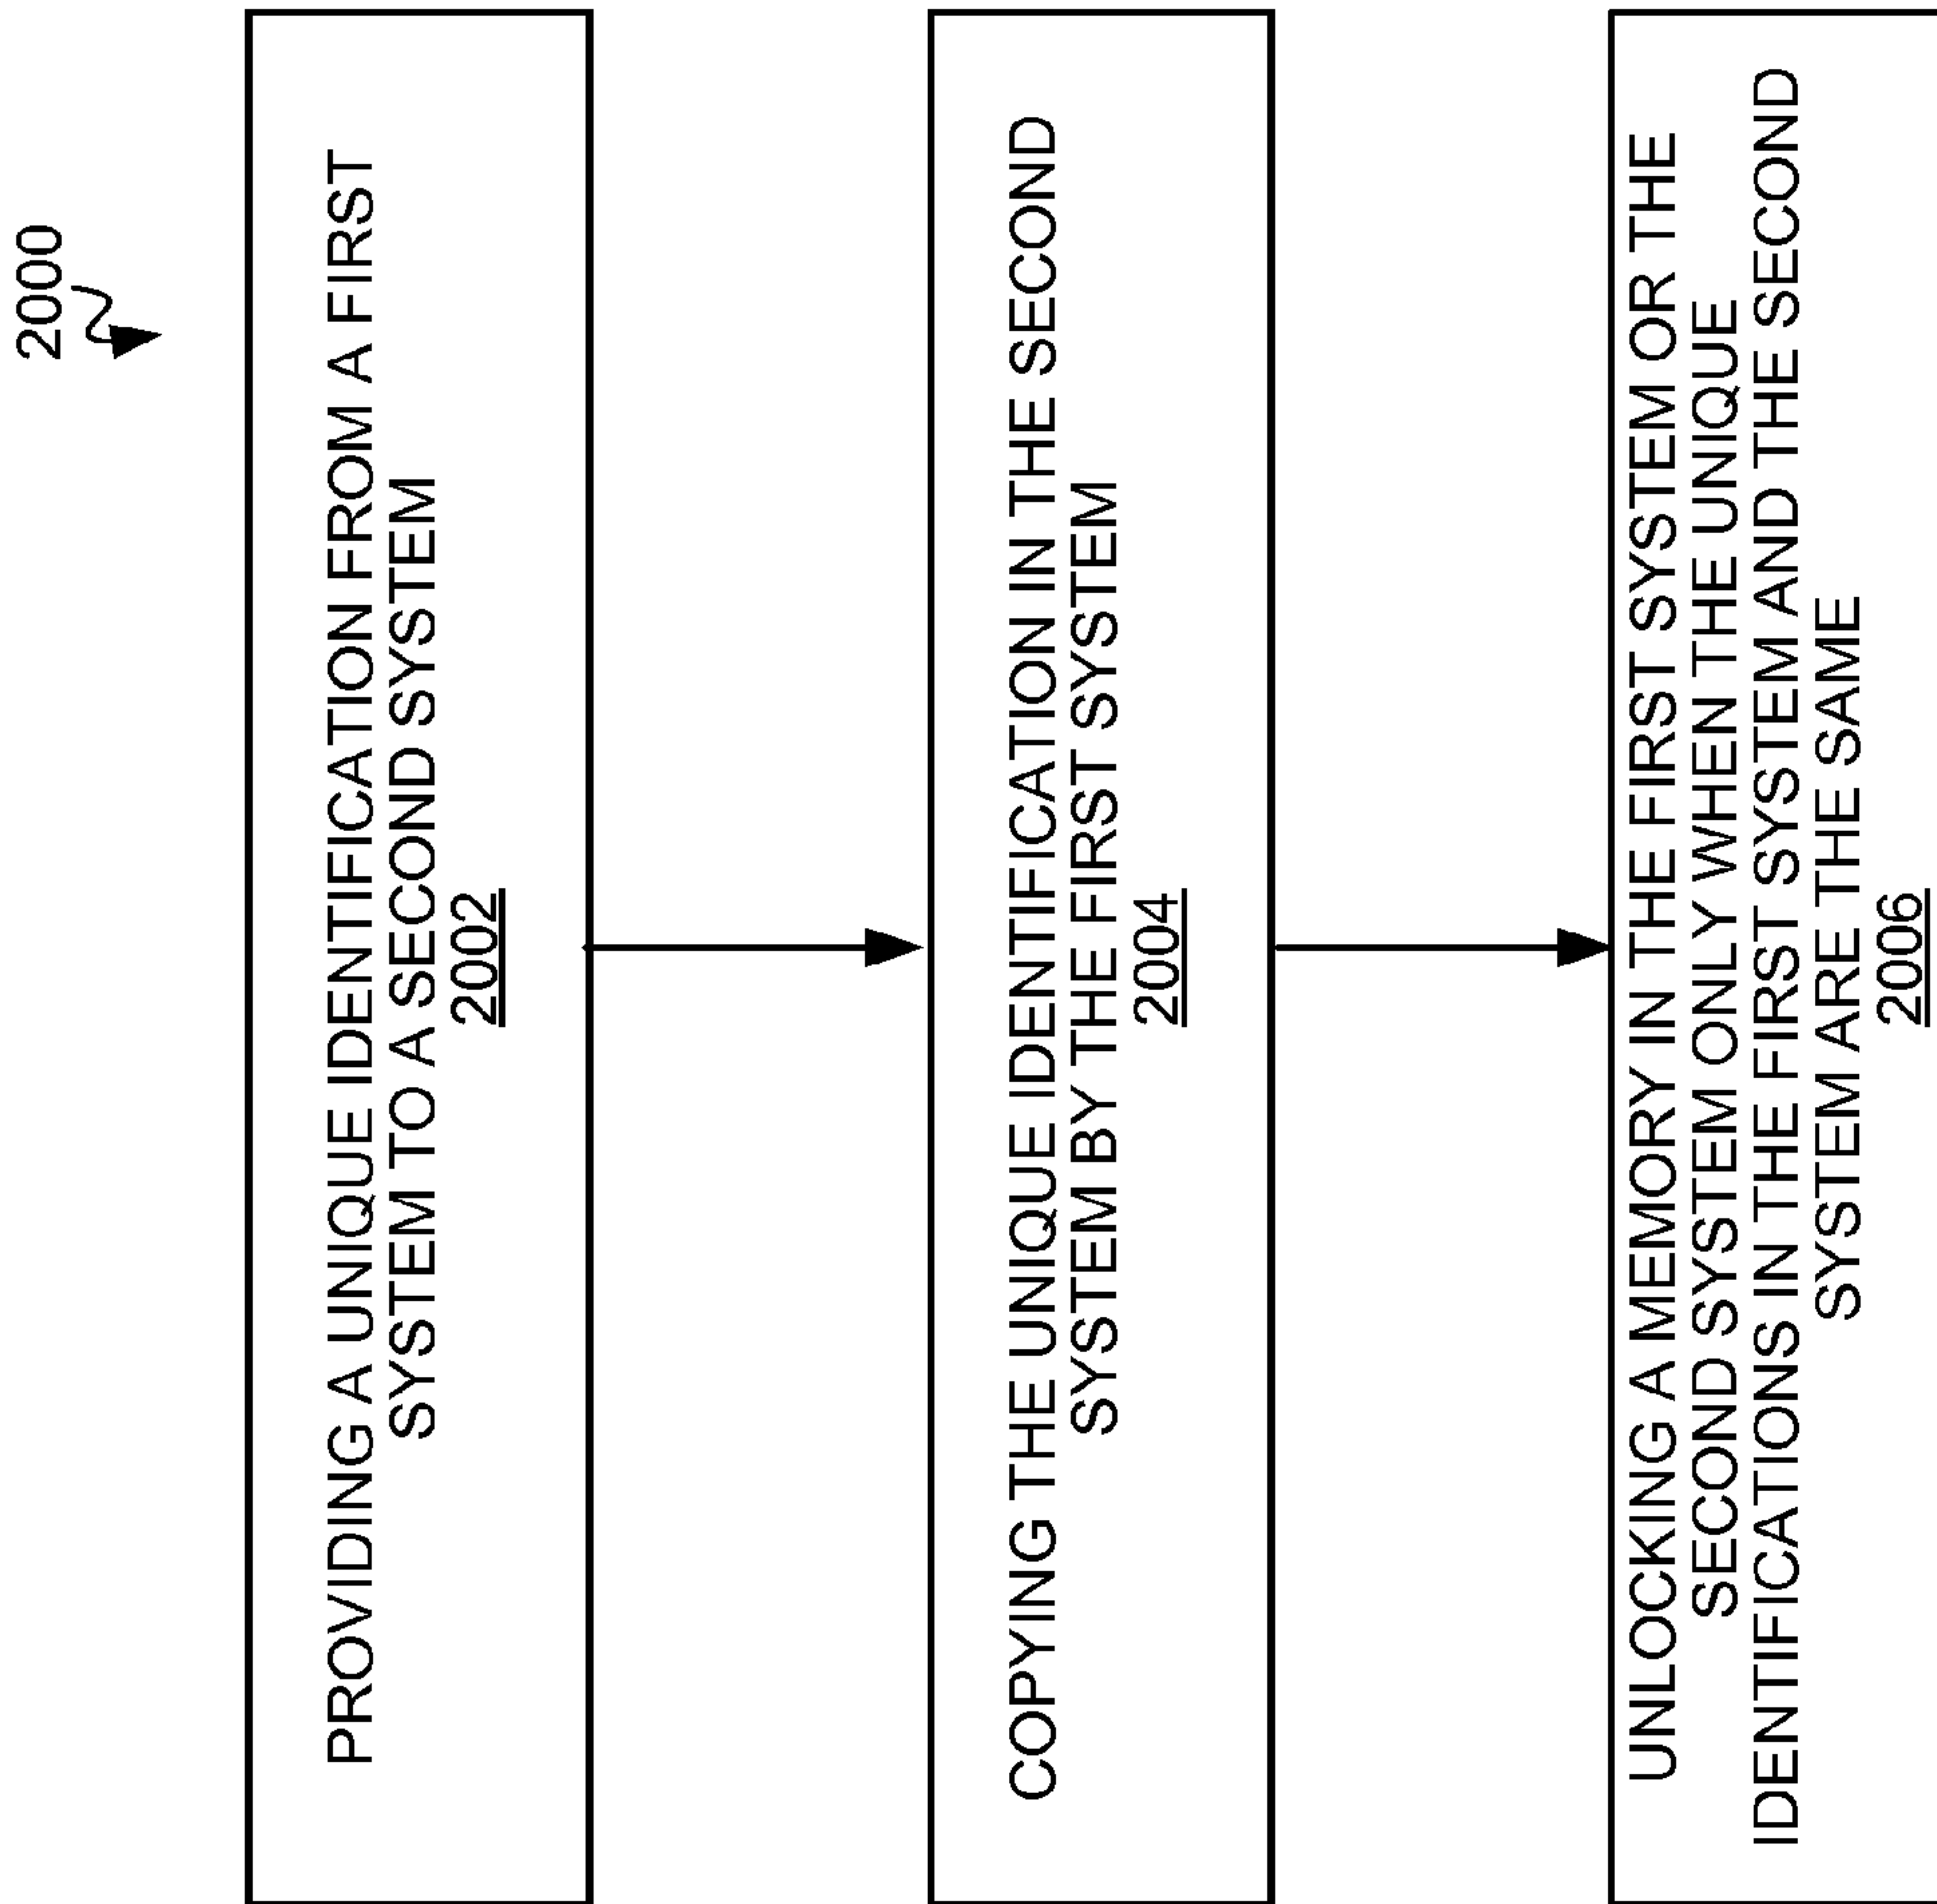 2000
PROVIDING A UNIQUE IDENTIFICATION FROM A FIRST
SYSTEM TO A SECOND SYSTEM
2002
COPYING THE UNIQUE IDENTIFICATION IN THE SECOND
SYSTEM BY THE FIRST SYSTEM
2004
UNLOCKING A MEMORY IN THE FIRST SYSTEM OR THE
SECOND SYSTEM ONLY WHEN THE UNIQUE
IDENTIFICATIONS IN THE FIRST SYSTEM AND THE SECOND
SYSTEM ARE THE SAME
2006